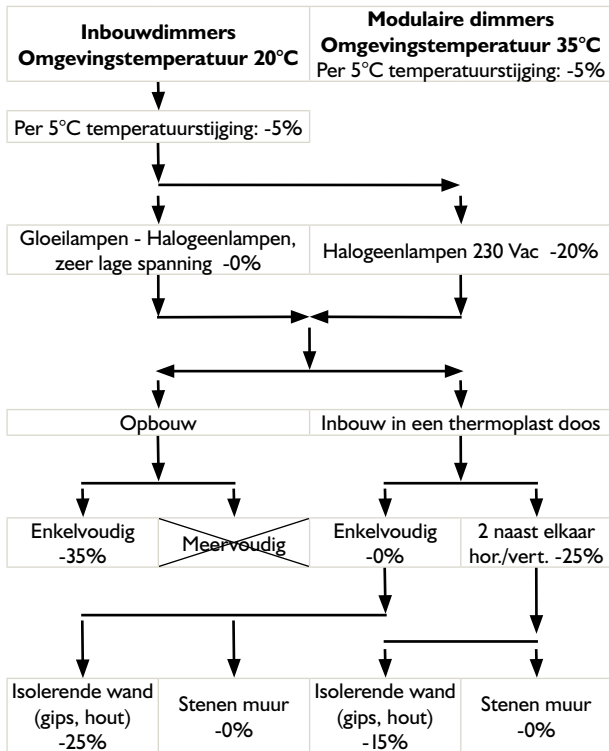 Inbouwdimmers
Omgevingstemperatuur 20°C
Modulaire dimmers
Omgevingstemperatuur 35°C
Per 5°C temperatuurstijging: -5%
Per 5°C temperatuurstijging: -5%
Gloeilampen - Halogeenlampen,
zeer lage spanning -0%
Halogeenlampen 230 Vac -20%
Opbouw
Inbouw in een thermoplast doos
Enkelvoudig
-35%
Meervoudig
Enkelvoudig
-0%
2 naast elkaar
hor./vert. -25%
Isolerende wand
(gips, hout)
-25%
Stenen muur
-0%
Isolerende wand
(gips, hout)
-15%
Stenen muur
-0%